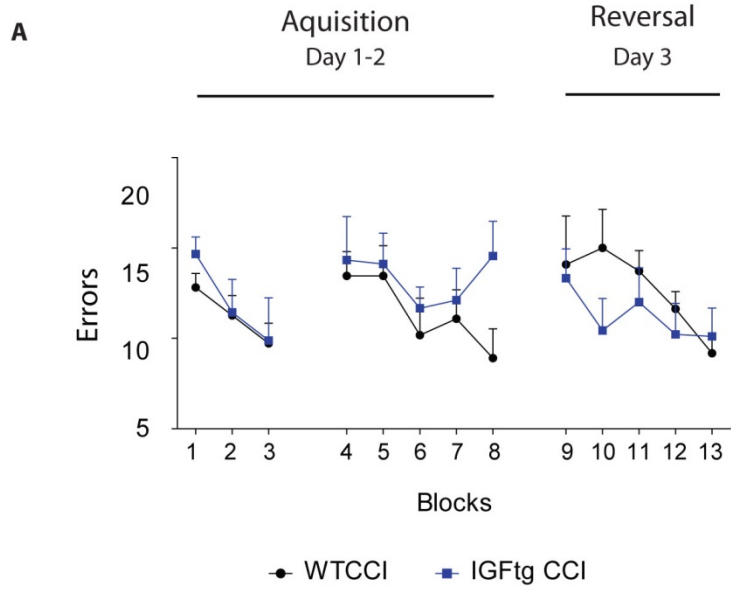 A
Aquisition
Day 1-2
Reversal
Day 3
Errors
20
15
10
5
1 2 3 4 5 6 7 8 9 10 11 12 13
Blocks
WTCCI IGFtg CCI